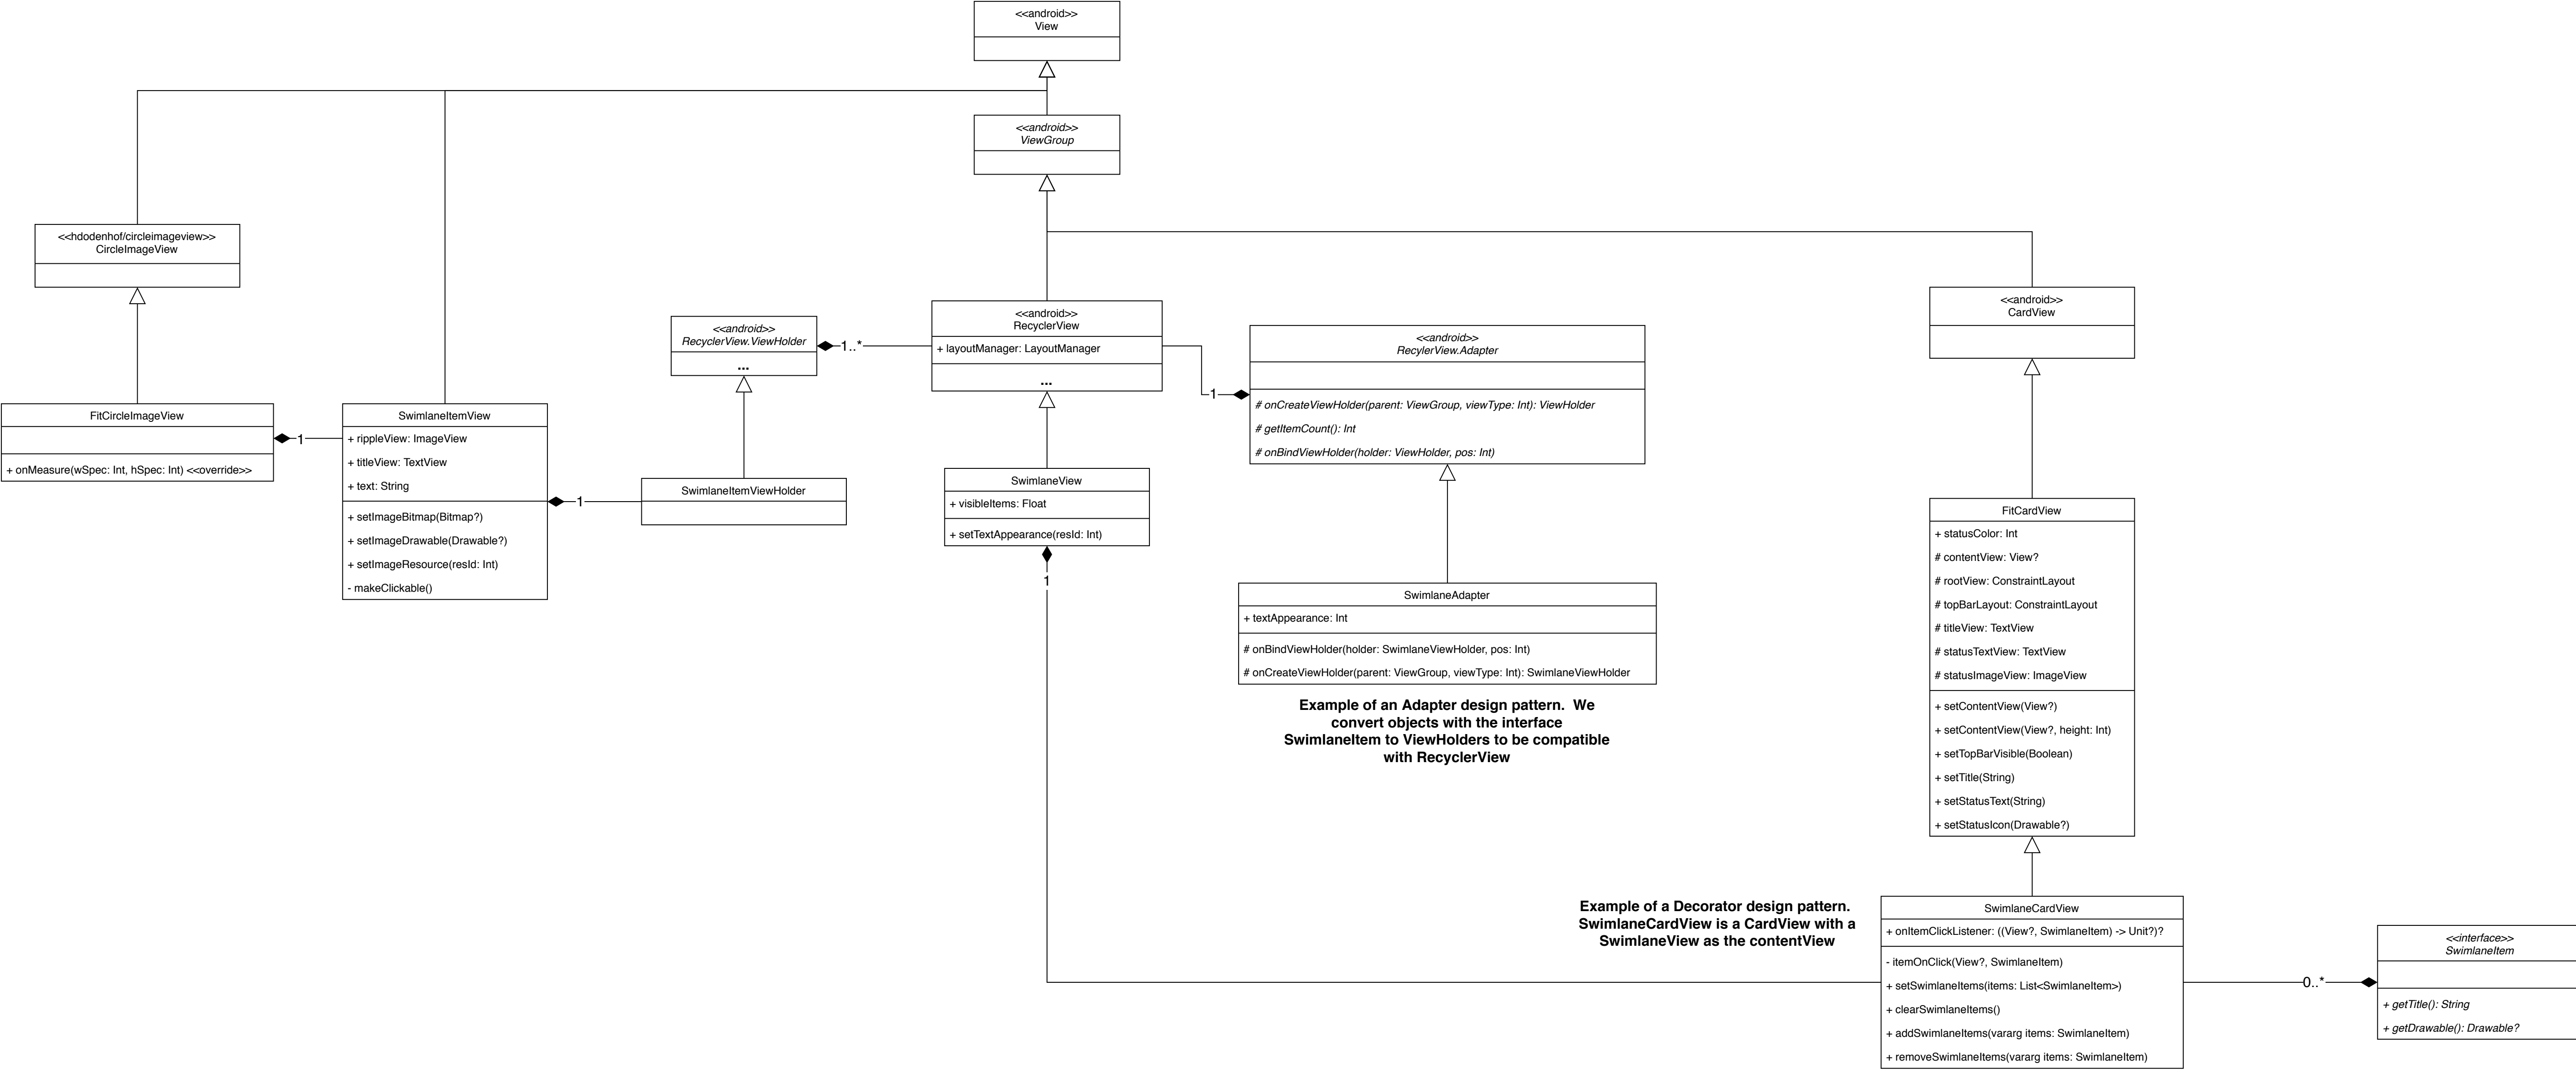 <<android>>
View
<<android>>
ViewGroup
<<hdodenhof/circleimageview>>
CircleImageView
<<android>>
RecyclerView.ViewHolder
...
1..*
<<android>>
RecyclerView
+ layoutManager: LayoutManager
...
1
<<android>>
RecylerView.Adapter
# onCreateViewHolder(parent: ViewGroup, viewType: Int): ViewHolder
# getItemCount(): Int
# onBindViewHolder(holder: ViewHolder, pos: Int)
<<android>>
CardView
FitCircleImageView
+ onMeasure(wSpec: Int, hSpec: Int) <<override>>
1
SwimlaneItemView
+ rippleView: ImageView
+ titleView: TextView
+ text: String
+ setImageBitmap(Bitmap?)
+ setImageDrawable(Drawable?)
+ setImageResource(resId: Int)
- makeClickable()
1
SwimlaneItemViewHolder
SwimlaneView
+ visibleItems: Float
+ setTextAppearance(resId: Int)
1
SwimlaneAdapter
+ textAppearance: Int
# onBindViewHolder(holder: SwimlaneViewHolder, pos: Int)
# onCreateViewHolder(parent: ViewGroup, viewType: Int): SwimlaneViewHolder
Example of an Adapter design pattern. We
convert objects with the interface
SwimlaneItem to ViewHolders to be compatible
with RecyclerView
FitCardView
+ statusColor: Int
# contentView: View?
# rootView: ConstraintLayout
# topBarLayout: ConstraintLayout
# titleView: TextView
# statusTextView: TextView
# statusImageView: ImageView
+ setContentView(View?)
+ setContentView(View?, height: Int)
+ setTopBarVisible(Boolean)
+ setTitle(String)
+ setStatusText(String)
+ setStatusIcon(Drawable?)
Example of a Decorator design pattern.
SwimlaneCardView is a CardView with a
SwimlaneView as the contentView
SwimlaneCardView
+ onItemClickListener: ((View?, SwimlaneItem) -> Unit?)?
- itemOnClick(View?, SwimlaneItem)
+ setSwimlaneItems(items: List<SwimlaneItem>)
+ clearSwimlaneItems()
+ addSwimlaneItems(vararg items: SwimlaneItem)
+ removeSwimlaneItems(vararg items: SwimlaneItem)
0..*
<<interface>>
SwimlaneItem
+ getTitle(): String
+ getDrawable(): Drawable?